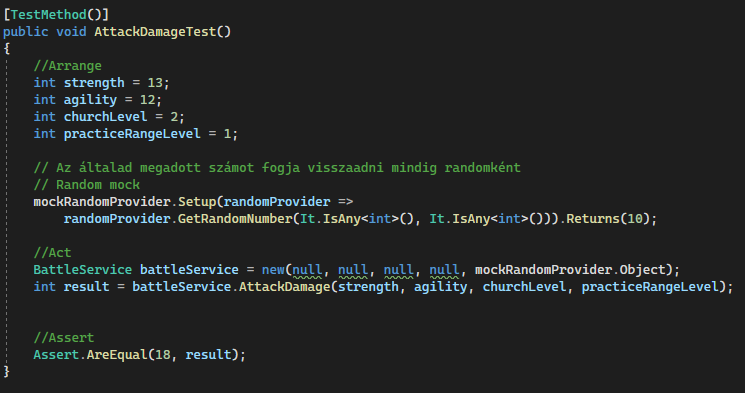 [TestMethod()]
public void AttackDamageTest()
{
    //Arrange
    int strength = 13;
    int agility = 12;
    int churchLevel = 2;
    int practiceRangeLevel = 1;

    // Az általad megadott számot fogja visszaadni mindig randomként
    // Random mock
    mockRandomProvider.Setup(randomProvider =>
        randomProvider.GetRandomNumber(It.IsAny<int>(), It.IsAny<int>())).Returns(10);

    //Act
    BattleService battleService = new(null, null, null, null, mockRandomProvider.Object);
    int result = battleService.AttackDamage(strength, agility, churchLevel, practiceRangeLevel);


    //Assert
    Assert.AreEqual(18, result);
}